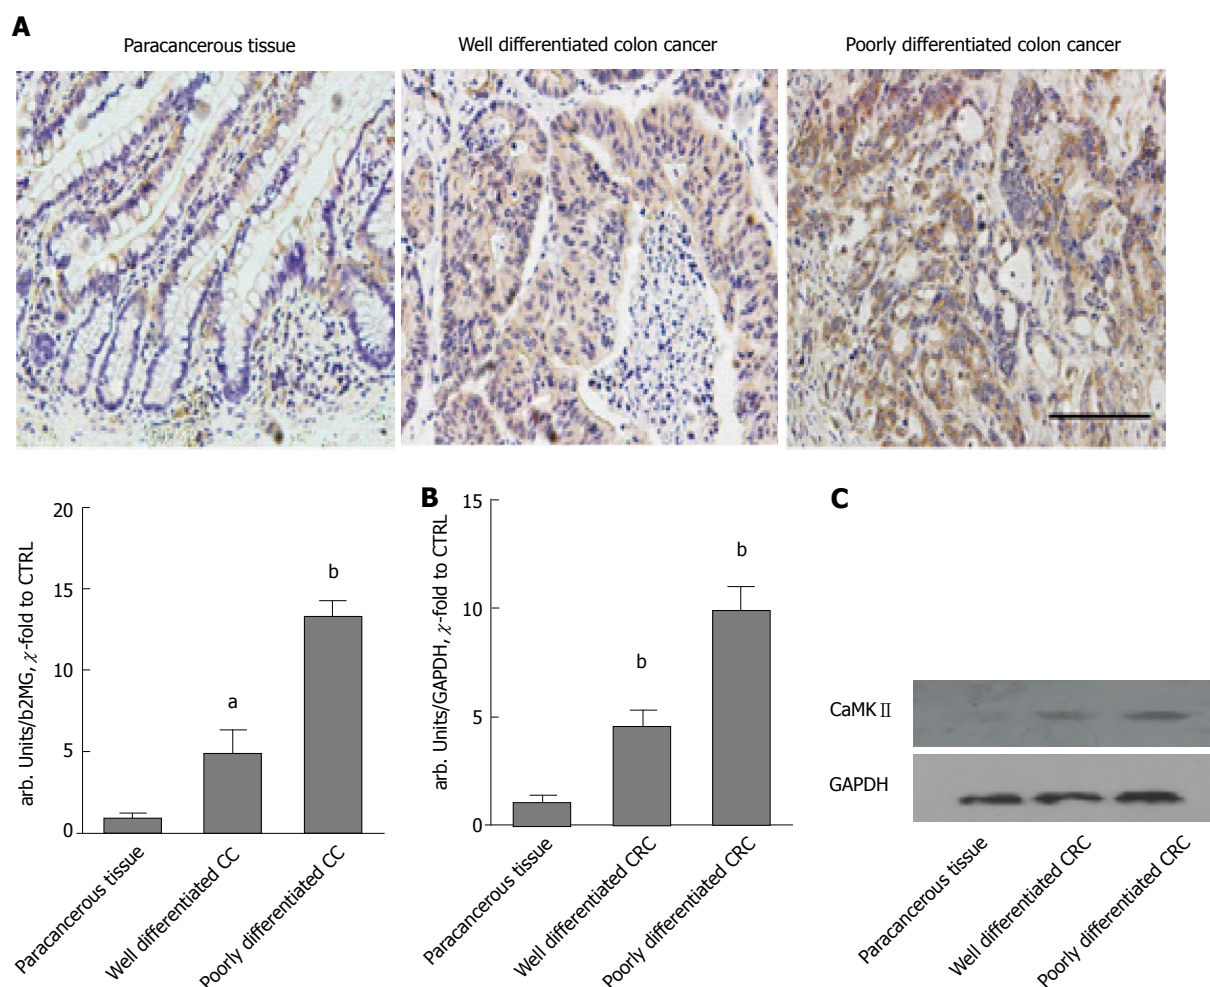 A
Paracancerous tissue
Well differentiated colon cancer
Poorly differentiated colon cancer
arb. Units/b2MG, χ-fold to CTRL
20
15
10
5
0
a
b
Paracancerous tissue
Well differentiated CC
Poorly differentiated CC
B
arb. Units/GAPDH, χ-fold to CTRL
15
10
5
0
b
b
Paracancerous tissue
Well differentiated CRC
Poorly differentiated CRC
C
CaMK Ⅱ
GAPDH
Paracancerous tissue
Well differentiated CRC
Poorly differentiated CRC